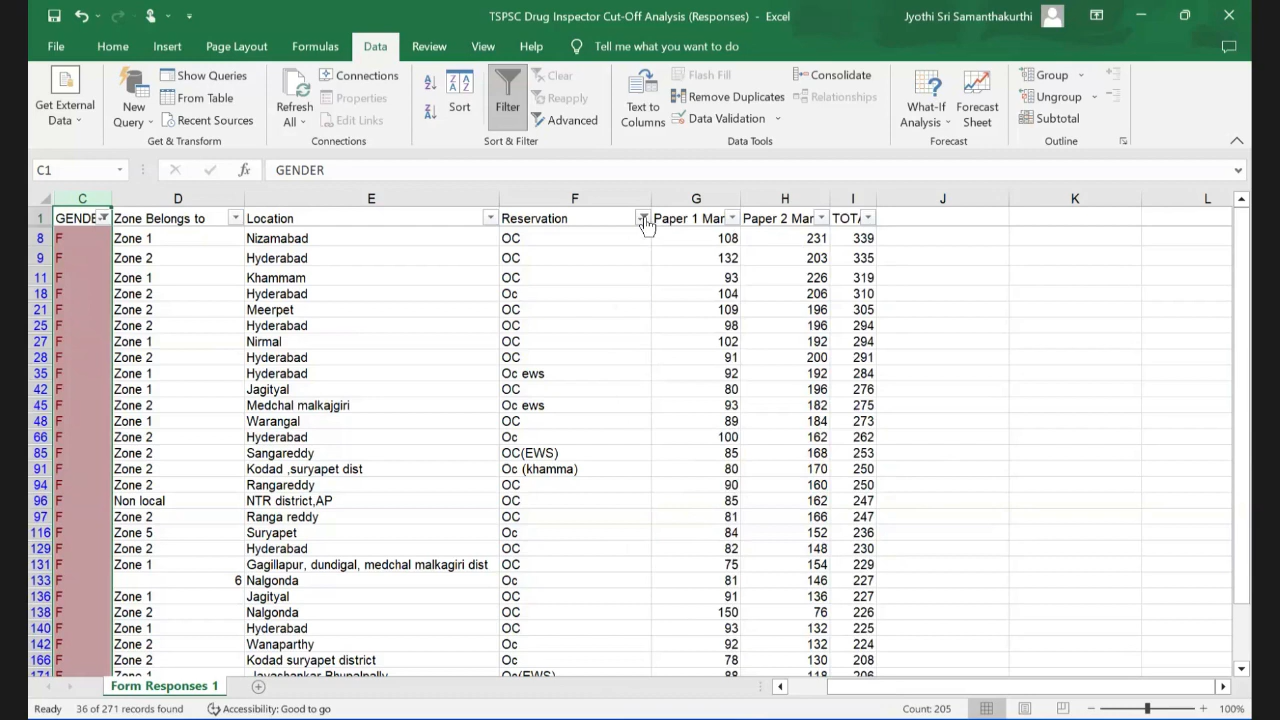 TSPSC Drug Inspector Cut-Off Analysis (Responses) - Excel
Jyothi Sri Samanthakurthi
File Home Insert Page Layout Formulas Data Review View Help Tell me what you want to do
Get External Data
New Query
Show Queries
From Table
Recent Sources
Get & Transform
Refresh All
Connections
Properties
Edit Links
Connections
Sort
Filter
Clear
Reapply
Advanced
Sort & Filter
Text to Columns
Flash Fill
Remove Duplicates
Data Validation
Consolidate
Relationships
Data Tools
What-If Analysis
Forecast Sheet
Forecast
Group
Ungroup
Subtotal
Outline
C1 fx GENDER
C D E F G H I J K L
1 GENDE Zone Belongs to Location Reservation Paper 1 Mar Paper 2 Mar TOTA
8 F Zone 1 Nizamabad OC 108 231 339
9 F Zone 2 Hyderabad OC 132 203 335
11 F Zone 1 Khammam OC 93 226 319
18 F Zone 2 Hyderabad Oc 104 206 310
21 F Zone 2 Meerpet OC 109 196 305
25 F Zone 2 Hyderabad OC 98 196 294
27 F Zone 1 Nirmal OC 102 192 294
28 F Zone 2 Hyderabad OC 91 200 291
35 F Zone 1 Hyderabad Oc ews 92 192 284
42 F Zone 1 Jagityal OC 80 196 276
45 F Zone 2 Medchal malkajgiri Oc ews 93 182 275
48 F Zone 1 Warangal OC 89 184 273
66 F Zone 2 Hyderabad Oc 100 162 262
85 F Zone 2 Sangareddy OC(EWS) 85 168 253
91 F Zone 2 Kodad ,suryapet dist Oc (khamma) 80 170 250
94 F Zone 2 Rangareddy OC 90 160 250
96 F Non local NTR district,AP OC 85 162 247
97 F Zone 2 Ranga reddy OC 81 166 247
116 F Zone 5 Suryapet Oc 84 152 236
129 F Zone 2 Hyderabad OC 82 148 230
131 F Zone 1 Gagillapur, dundigal, medchal malkagiri dist OC 75 154 229
133 F 6 Nalgonda Oc 81 146 227
136 F Zone 1 Jagityal OC 91 136 227
138 F Zone 2 Nalgonda OC 150 76 226
140 F Zone 1 Hyderabad OC 93 132 225
142 F Zone 2 Wanaparthy Oc 92 132 224
166 F Zone 2 Kodad suryapet district Oc 78 130 208
171 F Zone 1 Jayashankar Bhupalpally Oc(EWS) 88 118 206
Form Responses 1
Ready 36 of 271 records found Accessibility: Good to go Count: 205 100%